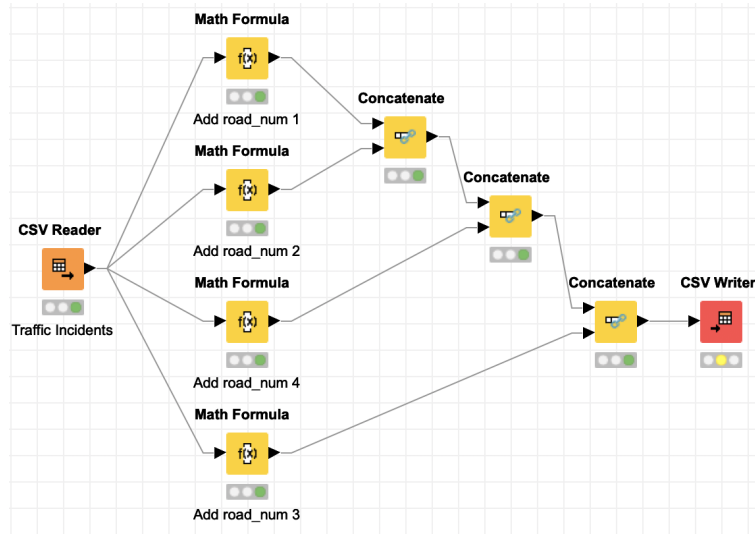 Math Formula
f(x)
Add road_num 1
Concatenate
Math Formula
f(x)
Add road_num 2
Concatenate
CSV Reader
Traffic Incidents
Math Formula
f(x)
Add road_num 4
Concatenate
CSV Writer
Math Formula
f(x)
Add road_num 3